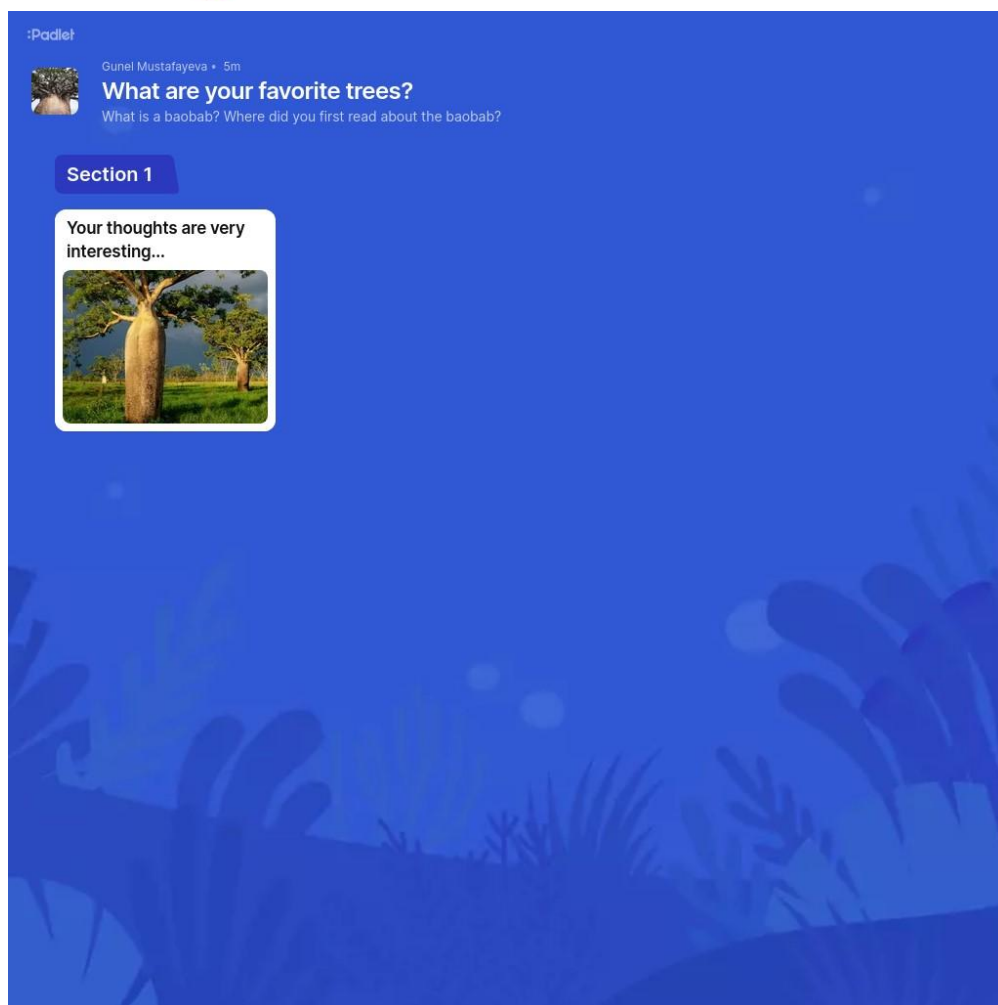 :Padlet
Gunel Mustafayeva • 5m
What are your favorite trees?
What is a baobab? Where did you first read about the baobab?
Section 1
Your thoughts are very
interesting...